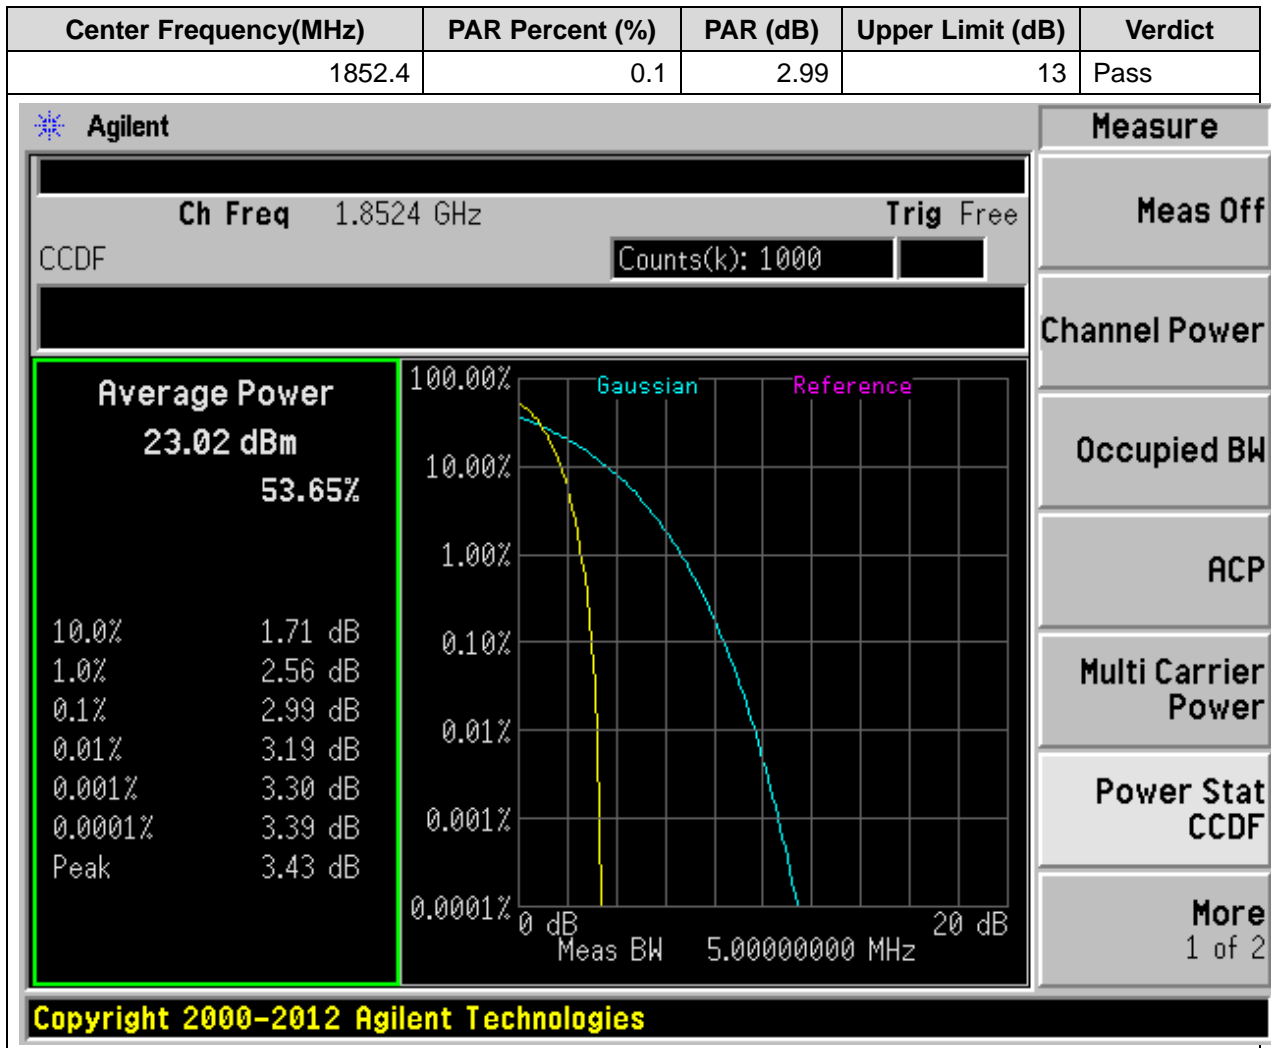 Center Frequency(MHz) PAR Percent (%) PAR (dB) Upper Limit (dB) Verdict
1852.4 0.1 2.99 13 Pass
Agilent
Measure
Ch Freq 1.8524 GHz Trig Free
CCDF Counts(k): 1000
Meas Off
Channel Power
Occupied BW
ACP
Multi Carrier
Power
Power Stat
CCDF
More
1 of 2
Average Power
23.02 dBm
53.65%
10.0% 1.71 dB
1.0% 2.56 dB
0.1% 2.99 dB
0.01% 3.19 dB
0.001% 3.30 dB
0.0001% 3.39 dB
Peak 3.43 dB
Gaussian Reference
100.00%
10.00%
1.00%
0.10%
0.01%
0.001%
0.0001%
0 dB 20 dB
Meas BW 5.00000000 MHz
Copyright 2000-2012 Agilent Technologies